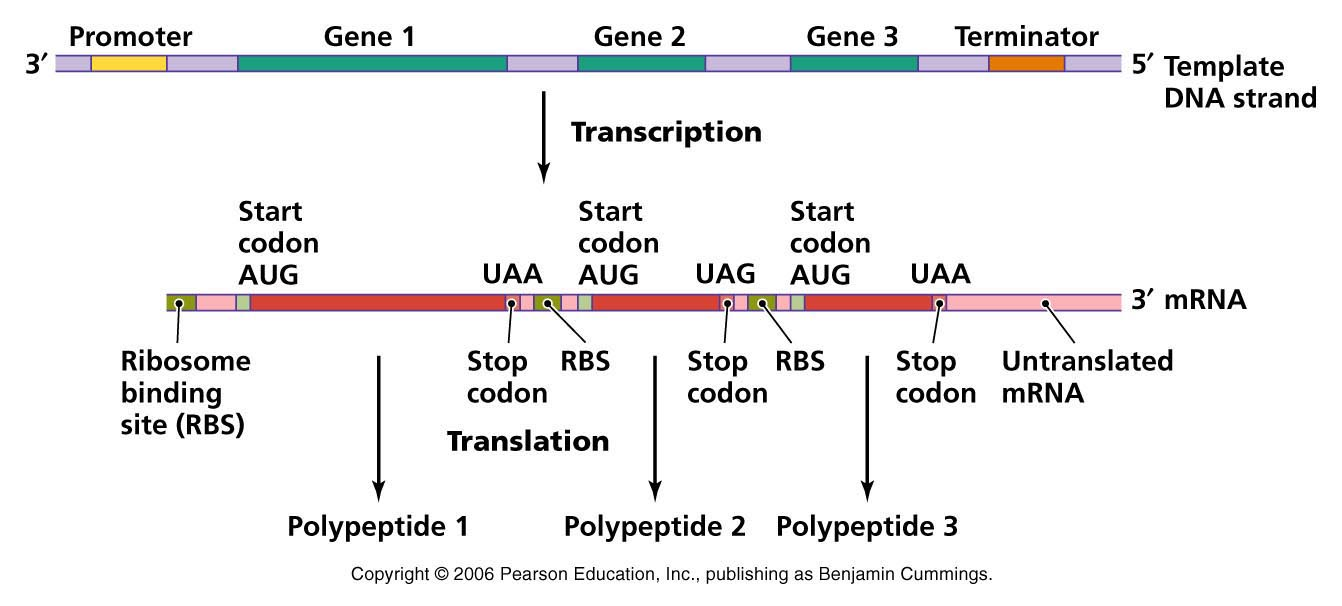 Promoter Gene 1 Gene 2 Gene 3 Terminator
3′ 5′ Template
DNA strand
Transcription
Start
codon
AUG
UAA
Start
codon
AUG
UAG
Start
codon
AUG
UAA
3′ mRNA
Ribosome
binding
site (RBS)
Stop
codon
RBS
Stop
codon
RBS
Stop
codon
Untranslated
mRNA
Translation
Polypeptide 1 Polypeptide 2 Polypeptide 3
Copyright © 2006 Pearson Education, Inc., publishing as Benjamin Cummings.